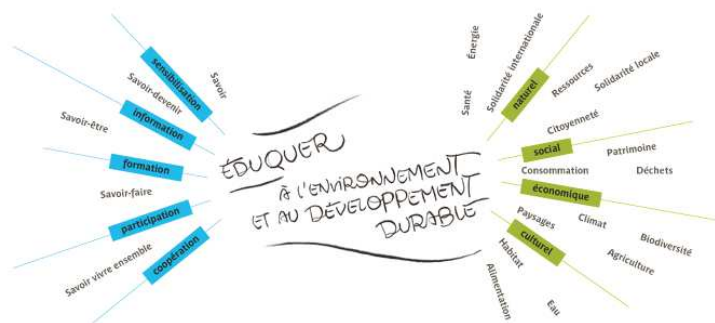 Savoir
sensibilisation
Savoir-devenir
information
Savoir-être
formation
Savoir-faire
participation
Savoir vivre ensemble
coopération
ÉDUQUER
À L'ENVIRONNEMENT
ET AU DÉVELOPPEMENT
DURABLE
Énergie
Santé
Solidarité internationale
naturel
Ressources
Solidarité locale
Citoyenneté
social
Patrimoine
Consommation
Déchets
économique
Paysages
Climat
Biodiversité
culturel
Agriculture
Habitat
Alimentation
Eau